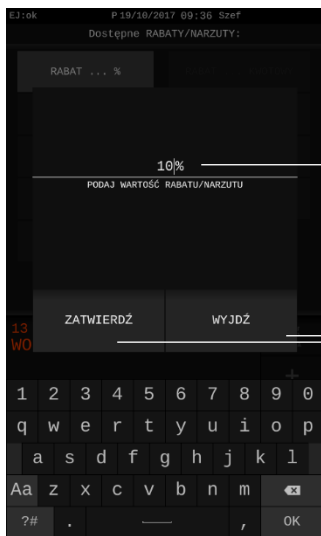 EJ:ok P 19/10/2017 09:36 Szef
Dostępne RABATY/NARZUTY:
RABAT ... %
10%
PODAJ WARTOŚĆ RABATU/NARZUTU
ZATWIERDŹ WYJDŹ
13
WO
+
1 2 3 4 5 6 7 8 9 0
q w e r t y u i o p
a s d f g h j k l
Aa z x c v b n m
?# . , OK